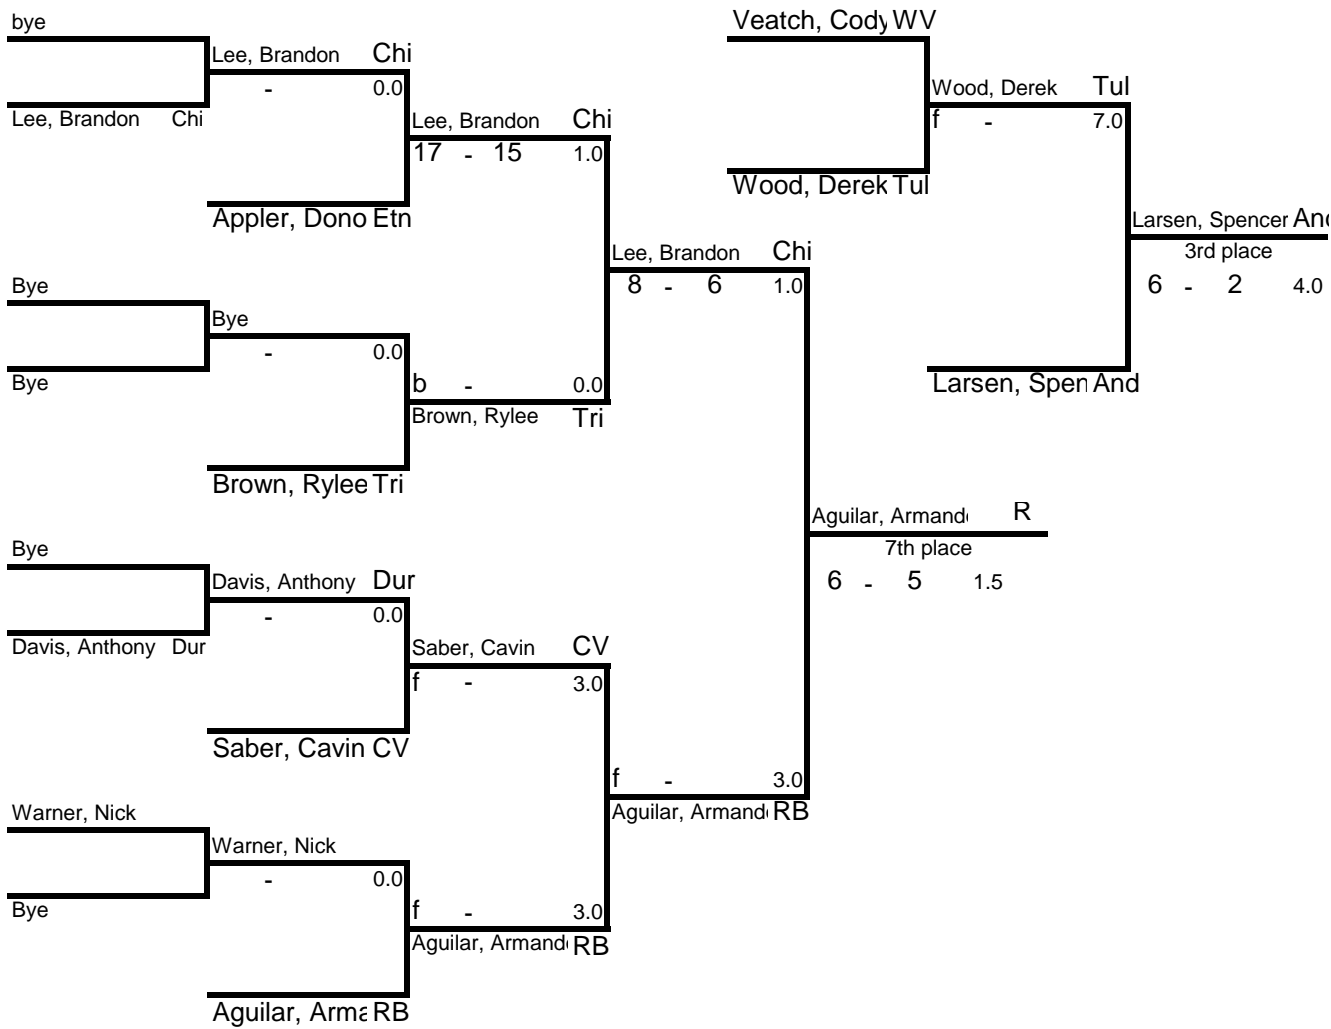 bye
Lee, Brandon Chi
- 0.0
Lee, Brandon Chi
Lee, Brandon Chi
17 - 15 1.0
Appler, Dono Etn
Lee, Brandon Chi
8 - 6 1.0
Bye
Bye
- 0.0
Bye
b - 0.0
Brown, Rylee Tri
Brown, Rylee Tri
Aguilar, Armand R
7th place
6 - 5 1.5
Bye
Davis, Anthony Dur
- 0.0
Davis, Anthony Dur
Saber, Cavin CV
f - 3.0
Saber, Cavin CV
f - 3.0
Aguilar, Armand RB
Warner, Nick
Warner, Nick
- 0.0
Bye
f - 3.0
Aguilar, Armand RB
Aguilar, Arma RB
Veatch, Cody WV
Wood, Derek Tul
f - 7.0
Wood, Derek Tul
Larsen, Spencer And
3rd place
6 - 2 4.0
Larsen, Spen And